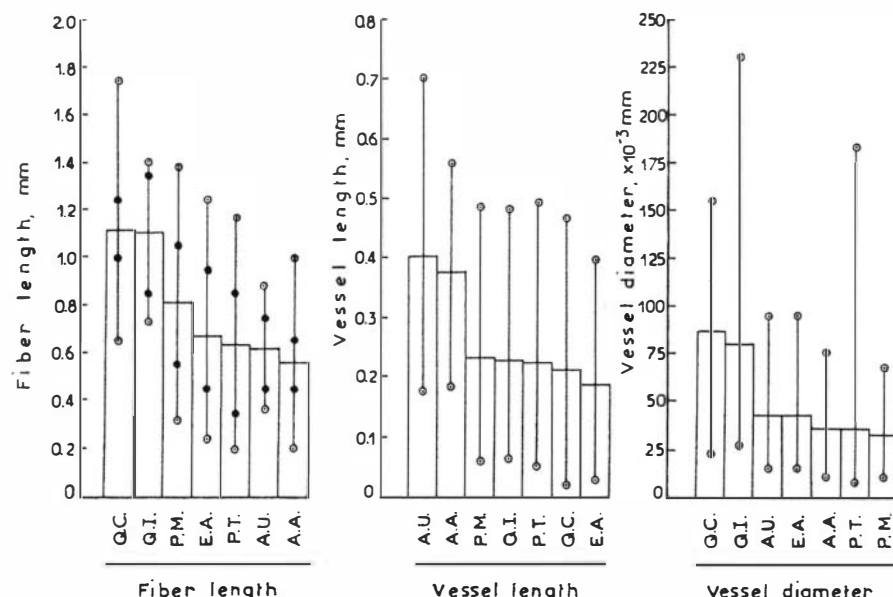 Fiber length, mm
2.0
1.8
1.6
1.4
1.2
1.0
0.8
0.6
0.4
0.2
0
Q.C.
Q.I.
P.M.
E.A.
P.T.
A.U.
A.A.
Fiber length
Vessel length, mm
0.8
0.7
0.6
0.5
0.4
0.3
0.2
0.1
0
A.U.
A.A.
P.M.
Q.I.
P.T.
Q.C.
E.A.
Vessel length
Vessel diameter, x10-3mm
250
225
200
175
150
125
100
75
50
25
0
Q.C.
Q.I.
A.U.
E.A.
A.A.
P.T.
P.M.
Vessel diameter